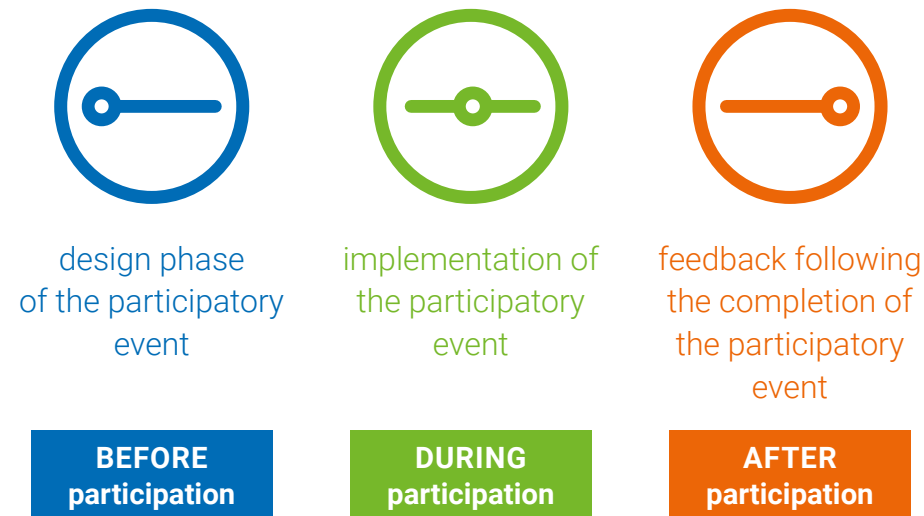 design phase
of the participatory
event
BEFORE
participation
implementation of
the participatory
event
DURING
participation
feedback following
the completion of
the participatory
event
AFTER
participation